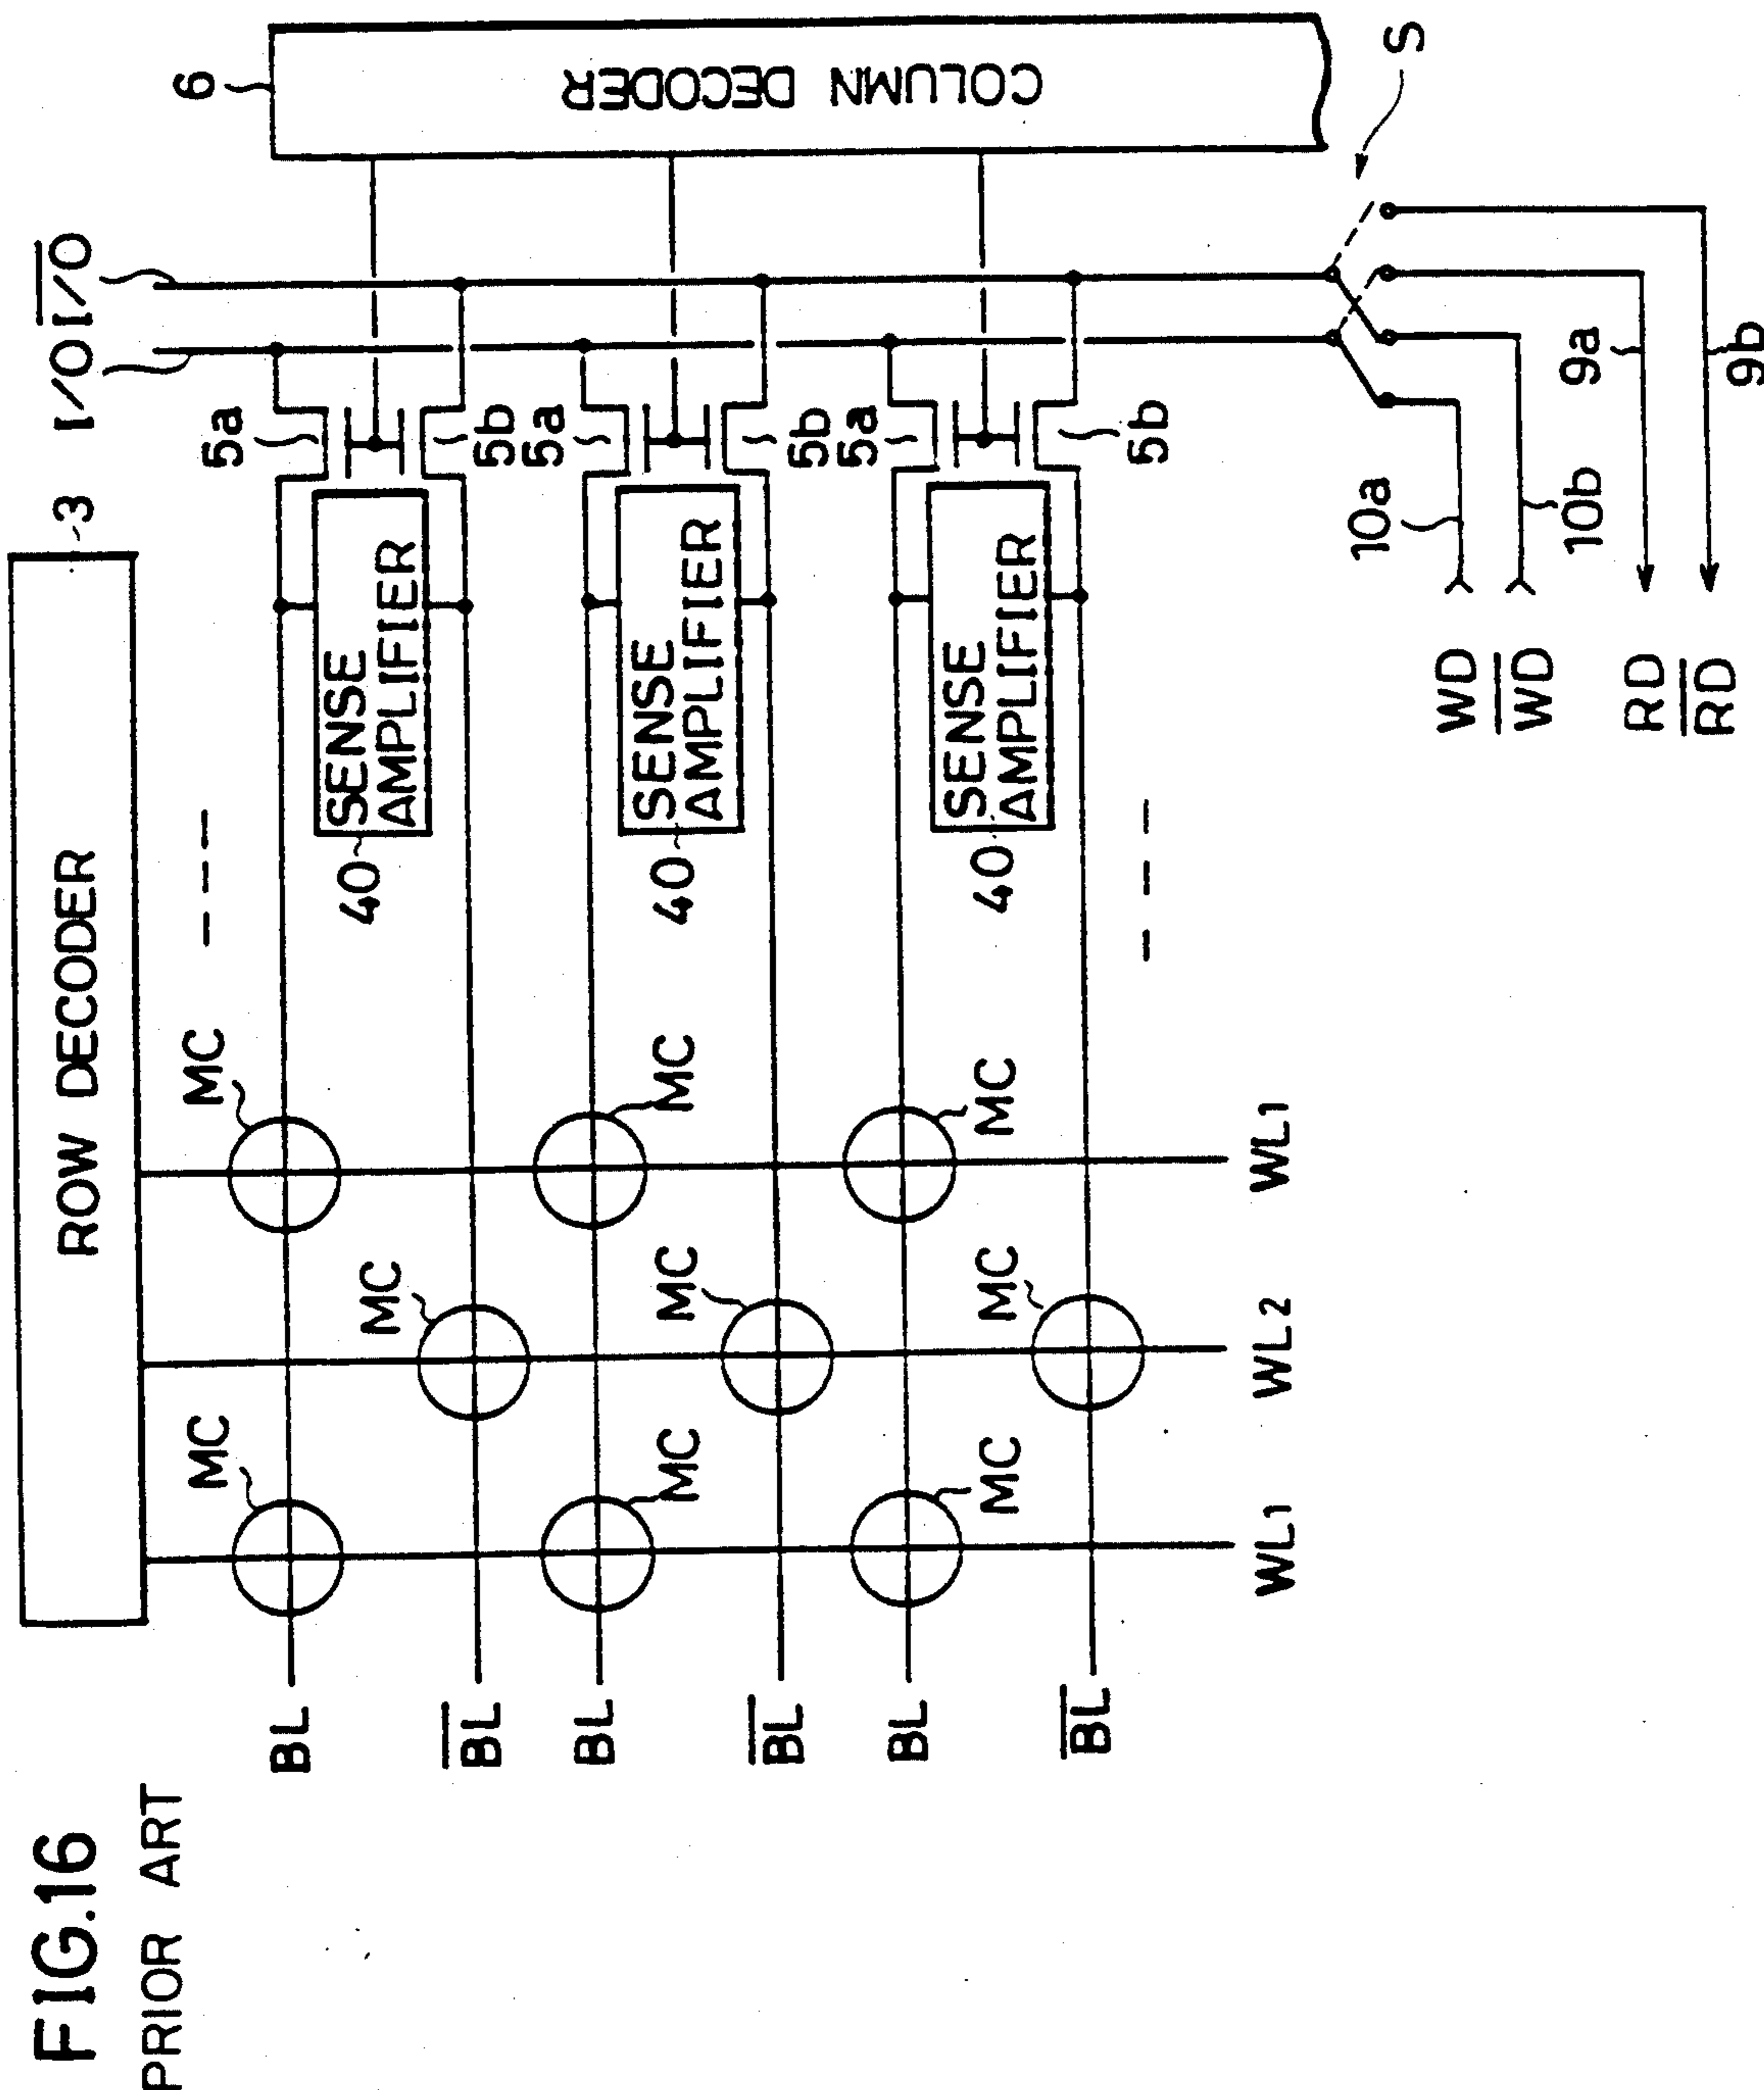 FIG.16
PRIOR ART
ROW DECODER
3
I/O
I/O
6
COLUMN DECODER
MC
MC
MC
MC
MC
MC
MC
MC
MC
BL
BL
BL
BL
BL
BL
SENSE
AMPLIFIER
40
SENSE
AMPLIFIER
40
SENSE
AMPLIFIER
40
5a
5b
5a
5b
5a
5b
WL1
WL2
WL1
S
10a
10b
9a
9b
WD
WD
RD
RD